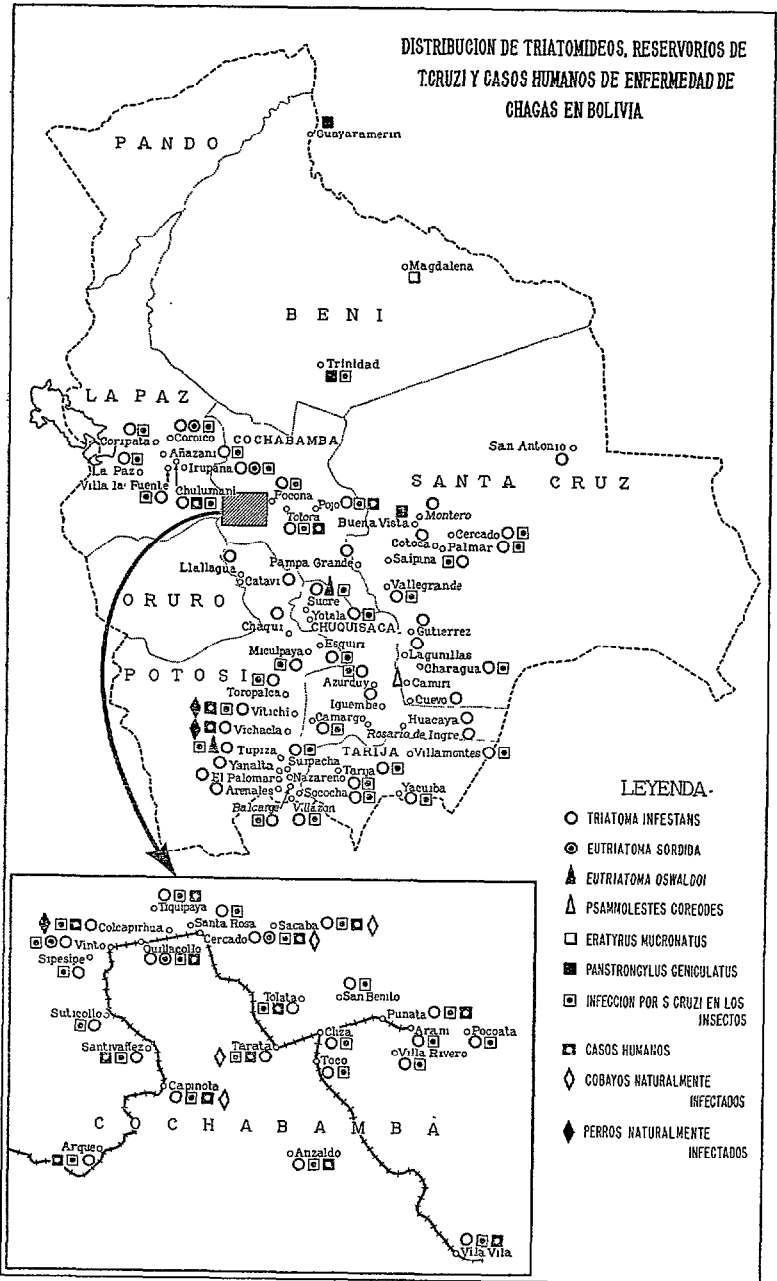 DISTRIBUCION DE TRIATOMIDEOS, RESERVORIOS DE
T.CRUZI Y CASOS HUMANOS DE ENFERMEDAD DE
CHAGAS EN BOLIVIA
PANDO
Guayaramerin
Magdalena
BENI
Trinidad
LA PAZ
Coroico
COCHABAMBA
Coripata
San Antonio
Añazani
La Paz
Irupana
SANTA CRUZ
Villa la Fuente
Chulumani
Pocona
Pojo
Totora
Buena Vista
Montero
Cercado
Cotoca
Palmar
Pampa Grande
Saipina
Llallagua
Catavi
ORURO
Vallegrande
Sucre
Yotala
Chaqui
CHUQUISACA
Gutierrez
Esquiri
Miculpaya
Lagunillas
Charagua
POTOSI
Azurduy
Camiri
Toropalca
Iguembe
Cuevo
Vitichi
Camargo
Huacaya
Vichacla
Rosario de Ingre
Tupiza
TARIJA
Villamontes
Yanalta
Suipacha
Tarija
El Palomar
Nazareno
Arenales
Sococha
Yacuiba
Balcarce
Villazon
LEYENDA.
TRIATOMA INFESTANS
EUTRIATOMA SORDIDA
EUTRIATOMA OSWALDOI
PSAMMOLESTES COREODES
ERATYRUS MUCRONATUS
PANSTRONGYLUS GENICULATUS
INFECCION POR S CRUZI EN LOS
INSECTOS
CASOS HUMANOS
COBAYOS NATURALMENTE
INFECTADOS
PERROS NATURALMENTE
INFECTADOS
Tiquipaya
Colcapirhua
Santa Rosa
Sacaba
Vinto
Quillacollo
Cercado
Sipesipe
Tolata
San Benito
Suticollo
Punata
Santivañez
Tarata
Cliza
Arani
Pocoata
Villa Rivero
Toco
Capinota
COCHABAMBA
Arque
Anzaldo
Vila Vila